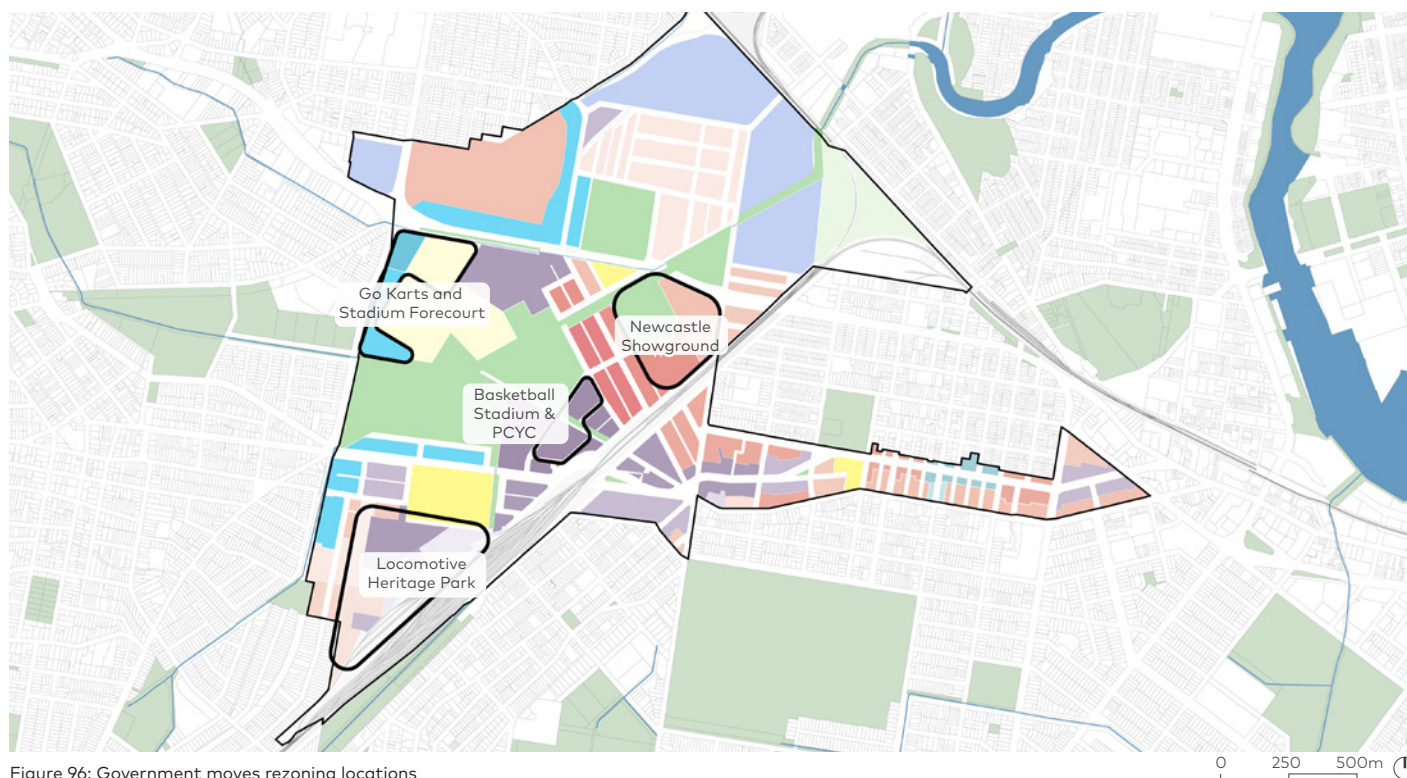 Go Karts and
Stadium Forecourt
Newcastle
Showground
Basketball
Stadium &
PCYC
Locomotive
Heritage Park
Figure 96: Government moves rezoning locations
0 250 500m